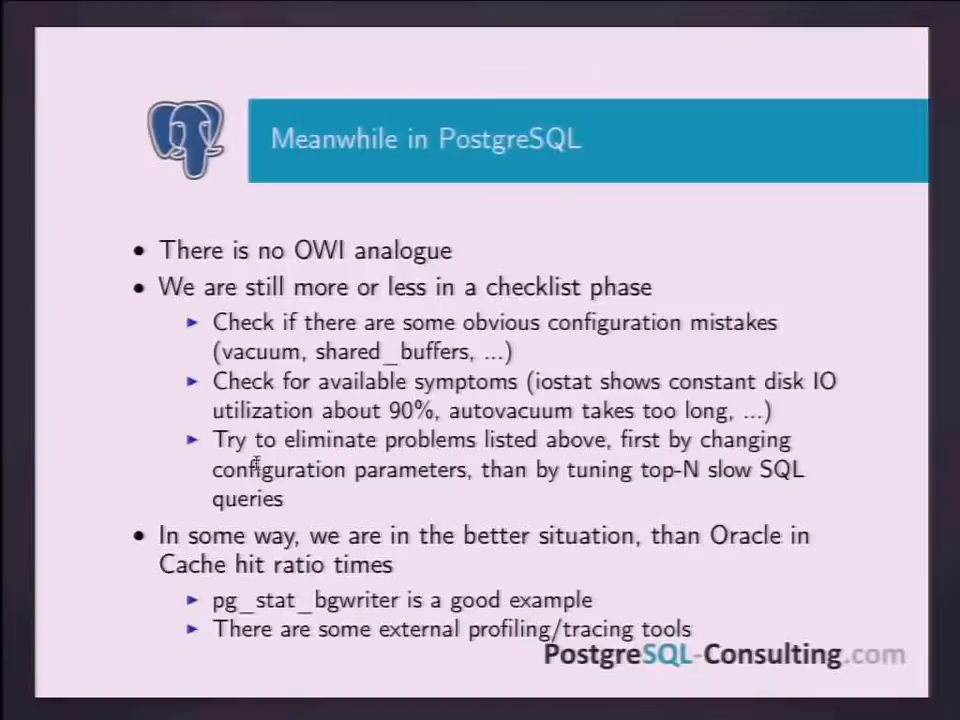 Meanwhile in PostgreSQL
• There is no OWI analogue
• We are still more or less in a checklist phase
▶ Check if there are some obvious configuration mistakes
(vacuum, shared_buffers, ...)
▶ Check for available symptoms (iostat shows constant disk IO
utilization about 90%, autovacuum takes too long, ...)
▶ Try to eliminate problems listed above, first by changing
configuration parameters, than by tuning top-N slow SQL
queries
• In some way, we are in the better situation, than Oracle in
Cache hit ratio times
▶ pg_stat_bgwriter is a good example
▶ There are some external profiling/tracing tools
PostgreSQL-Consulting.com